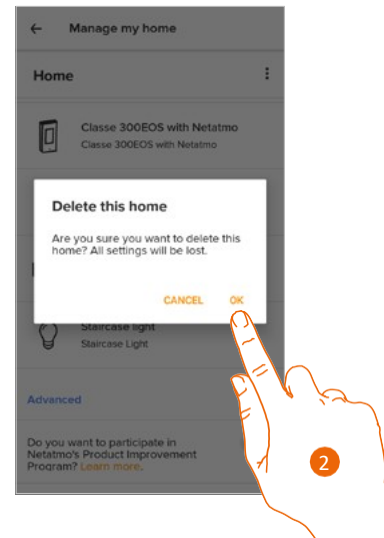 Manage my home
Home
Classe 300EOS with Netatmo
Classe 300EOS with Netatmo
Delete this home
Are you sure you want to delete this
home? All settings will be lost.
CANCEL OK
Staircase light
Staircase Light
Advanced
Do you want to participate in
Netatmo's Product Improvement
Program? Learn more.
2